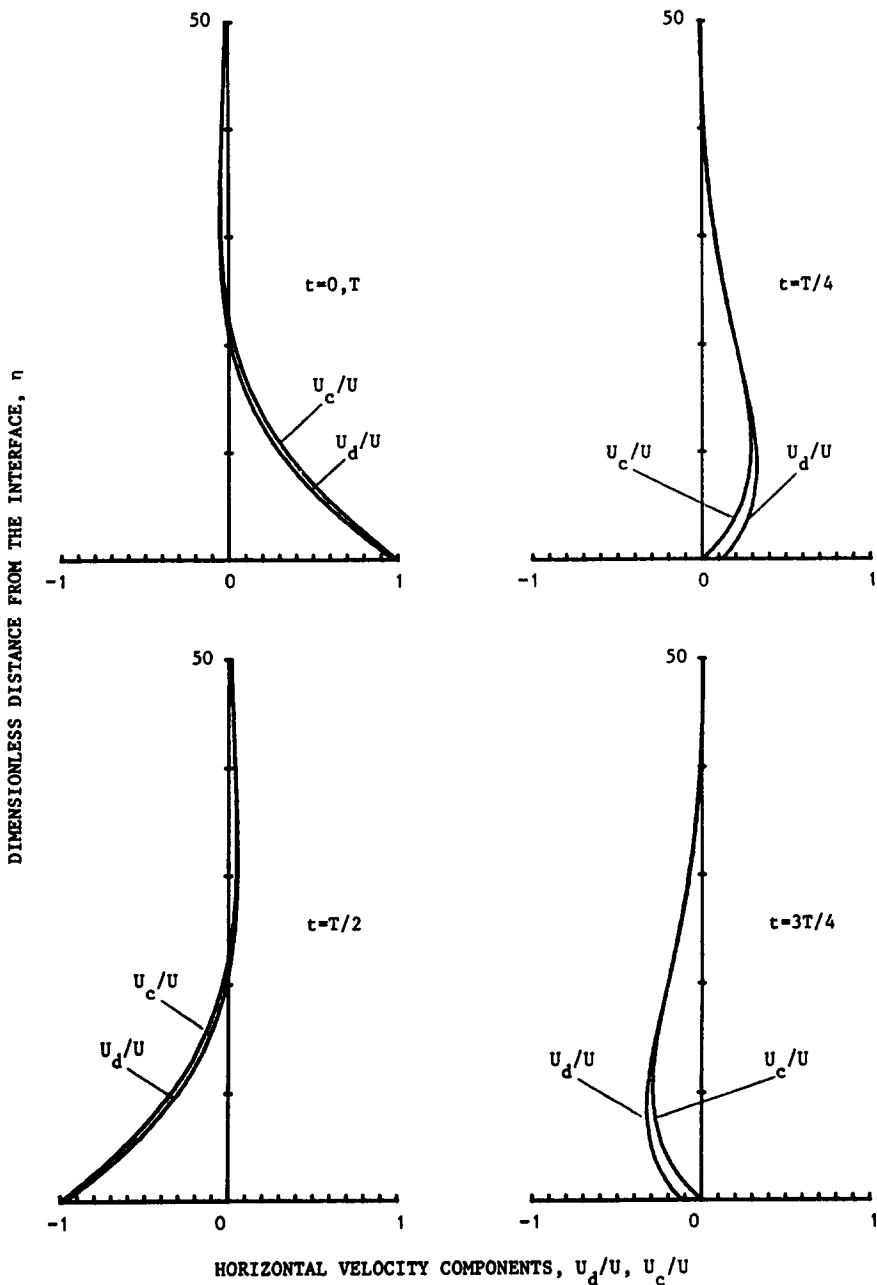 DIMENSIONLESS DISTANCE FROM THE INTERFACE, η
50
t=0,T
U_c/U
U_d/U
-1
0
1
50
t=T/4
U_c/U
U_d/U
-1
0
1
50
t=T/2
U_c/U
U_d/U
-1
0
1
50
t=3T/4
U_d/U
U_c/U
-1
0
1
HORIZONTAL VELOCITY COMPONENTS, U_d/U, U_c/U